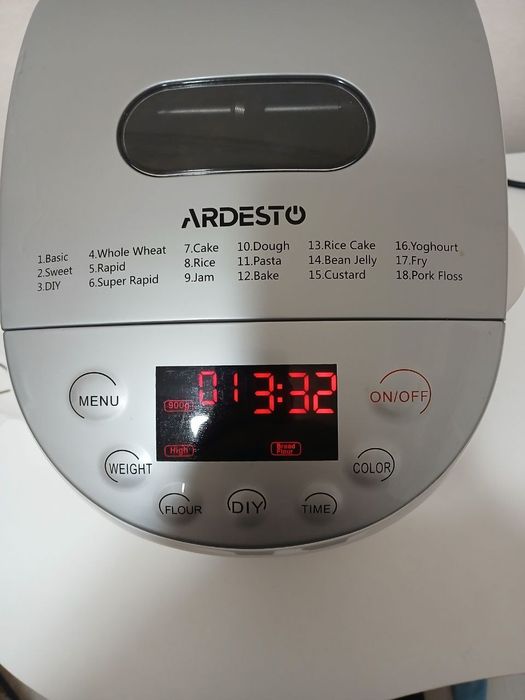 ARDESTO
1.Basic 4.Whole Wheat 7.Cake 10.Dough 13.Rice Cake 16.Yoghourt
2.Sweet 5.Rapid 8.Rice 11.Pasta 14.Bean Jelly 17.Fry
3.DIY 6.Super Rapid 9.Jam 12.Bake 15.Custard 18.Pork Floss
MENU
900g 01 3:32
High Bread
Flour
ON/OFF
WEIGHT
COLOR
FLOUR
DIY
TIME